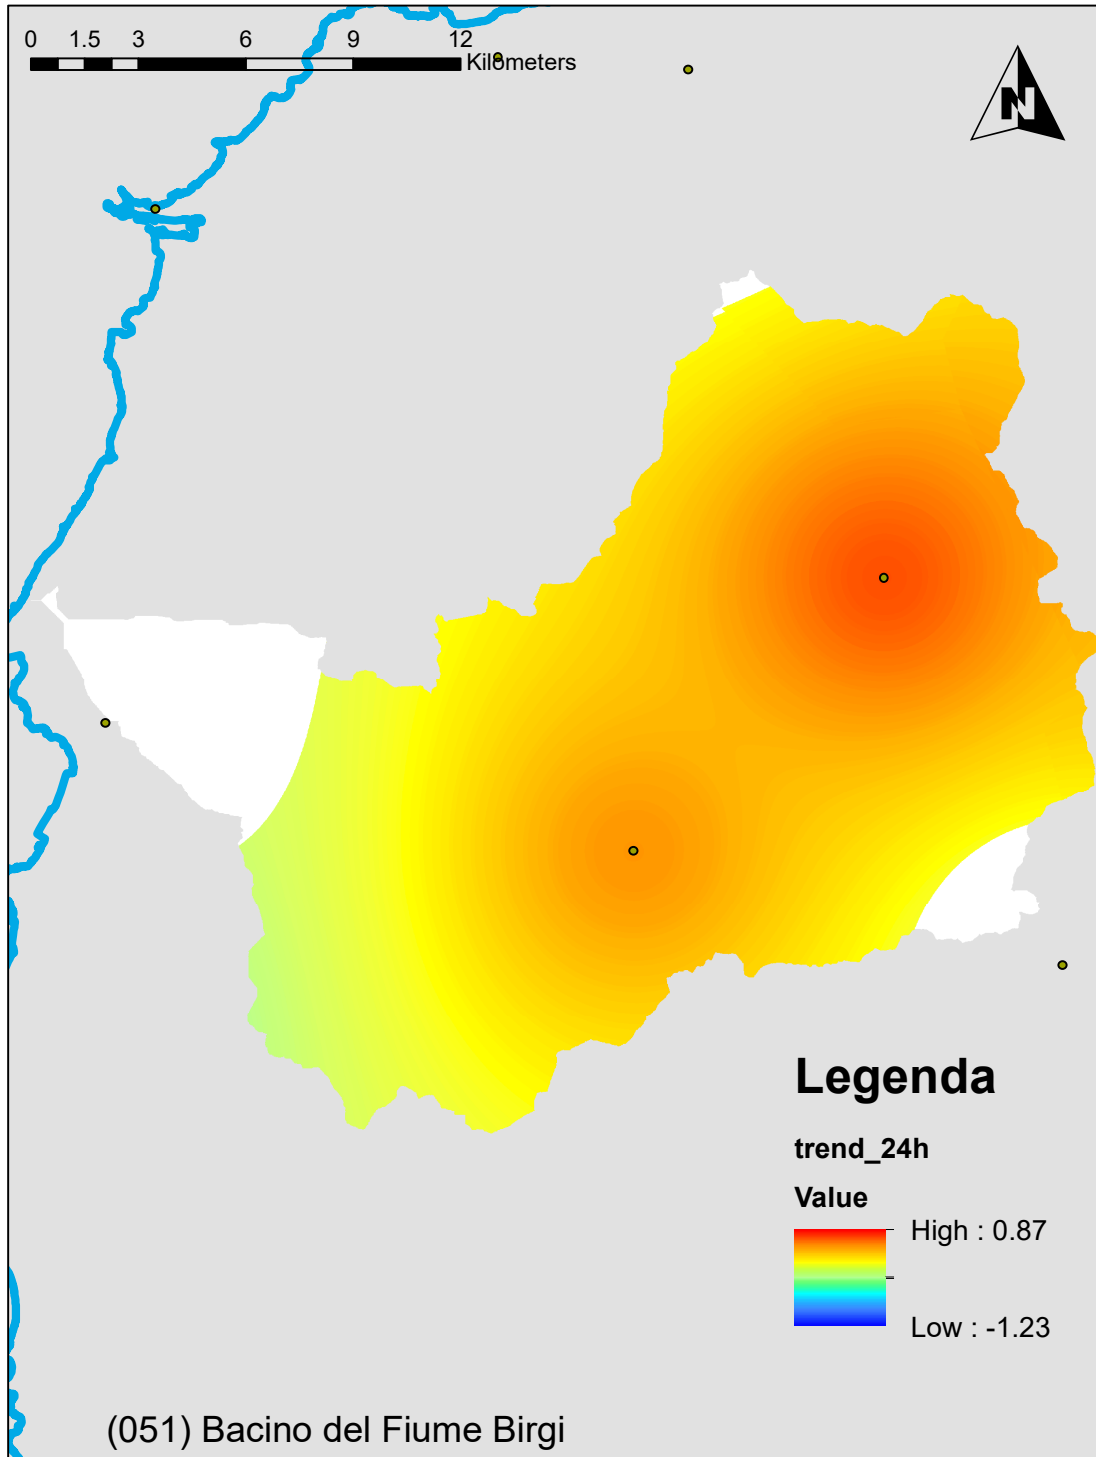 0 1.5 3 6 9 12
Kilometers
N
Legenda
trend_24h
Value
High : 0.87
Low : -1.23
(051) Bacino del Fiume Birgi